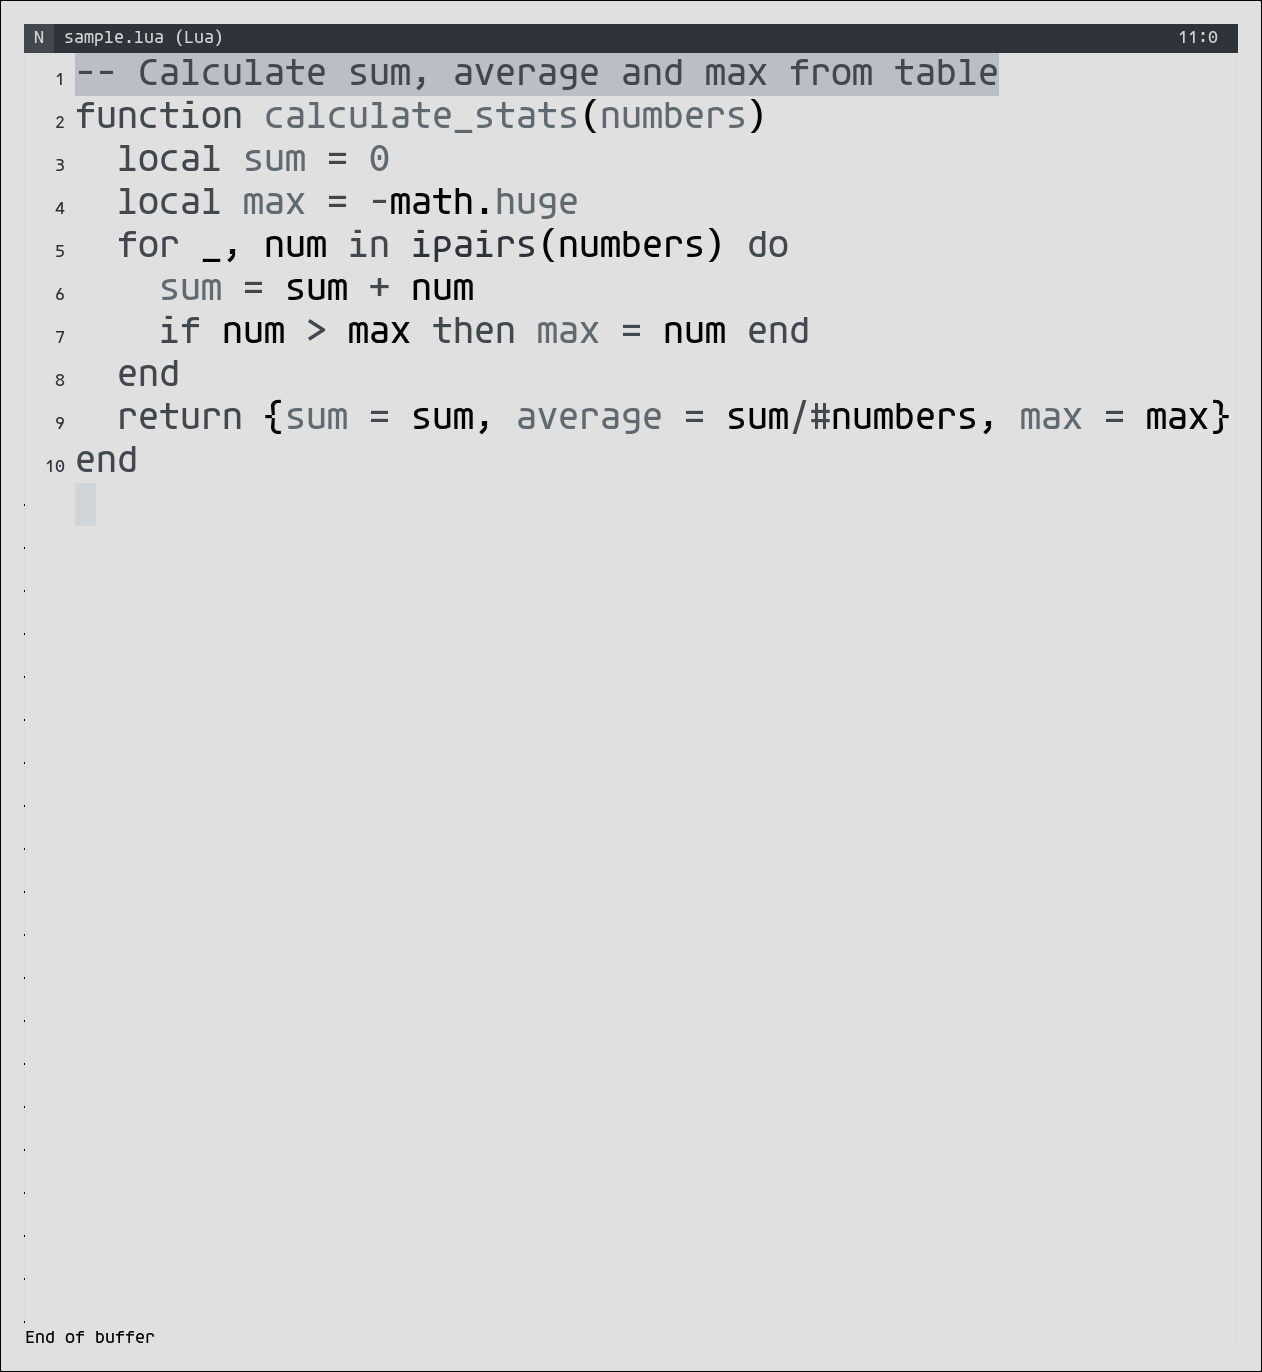 N sample.lua (Lua) 11:0
1 -- Calculate sum, average and max from table
2 function calculate_stats(numbers)
3   local sum = 0
4   local max = -math.huge
5   for _, num in ipairs(numbers) do
6     sum = sum + num
7     if num > max then max = num end
8   end
9   return {sum = sum, average = sum/#numbers, max = max}
10 end
End of buffer